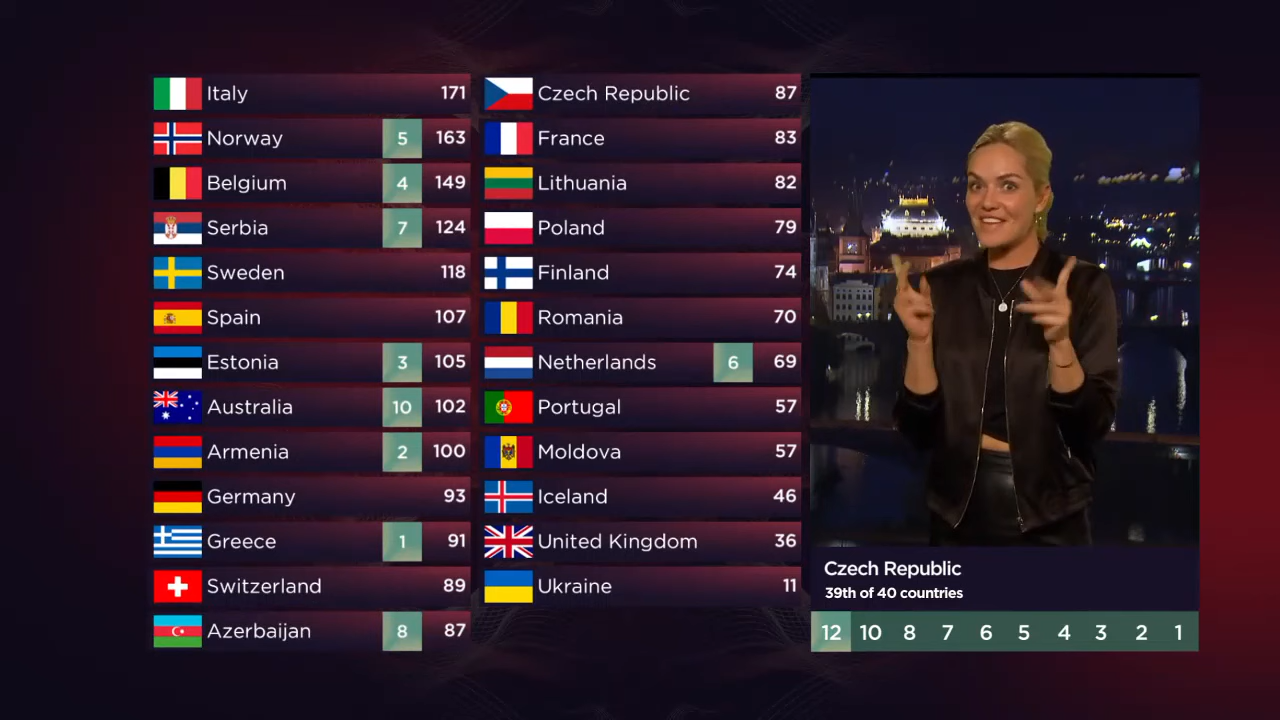 Italy 171
Norway 5 163
Belgium 4 149
Serbia 7 124
Sweden 118
Spain 107
Estonia 3 105
Australia 10 102
Armenia 2 100
Germany 93
Greece 1 91
Switzerland 89
Azerbaijan 8 87
Czech Republic 87
France 83
Lithuania 82
Poland 79
Finland 74
Romania 70
Netherlands 6 69
Portugal 57
Moldova 57
Iceland 46
United Kingdom 36
Ukraine 11
Czech Republic
39th of 40 countries
12 10 8 7 6 5 4 3 2 1